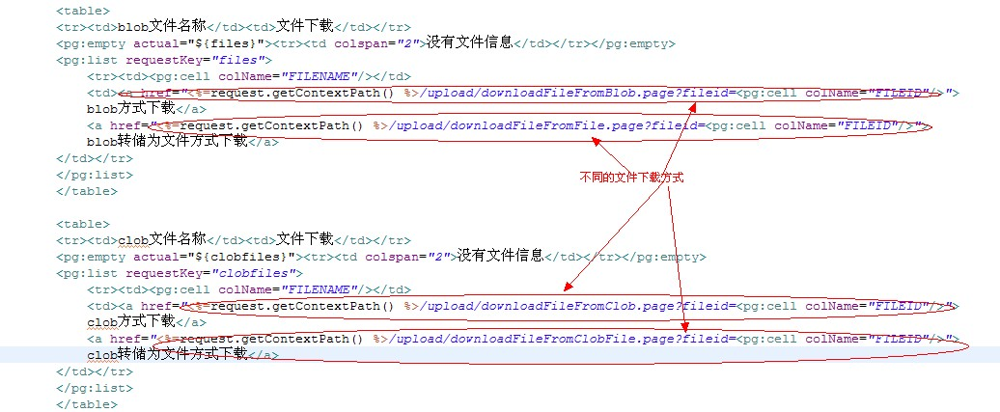 <table>
<tr><td>blob文件名称</td><td>文件下载</td></tr>
<pg:empty actual="${files}"><tr><td colspan="2">没有文件信息</td></tr></pg:empty>
<pg:list requestKey="files">
<tr><td><pg:cell colName="FILENAME"/></td>
<td><a href="<%=request.getContextPath() %>/upload/downloadFileFromBlob.page?fileid=<pg:cell colName="FILEID"/>">
blob方式下载</a>
<a href="<%=request.getContextPath() %>/upload/downloadFileFromFile.page?fileid=<pg:cell colName="FILEID"/>">
blob转储为文件方式下载</a>
</td></tr>
</pg:list>
不同的文件下载方式
</table>
<table>
<tr><td>clob文件名称</td><td>文件下载</td></tr>
<pg:empty actual="${clobfiles}"><tr><td colspan="2">没有文件信息</td></tr></pg:empty>
<pg:list requestKey="clobfiles">
<tr><td><pg:cell colName="FILENAME"/></td>
<td><a href="<%=request.getContextPath() %>/upload/downloadFileFromClob.page?fileid=<pg:cell colName="FILEID"/>">
clob方式下载</a>
<a href="<%=request.getContextPath() %>/upload/downloadFileFromClobFile.page?fileid=<pg:cell colName="FILEID"/>">
clob转储为文件方式下载</a>
</td></tr>
</pg:list>
</table>